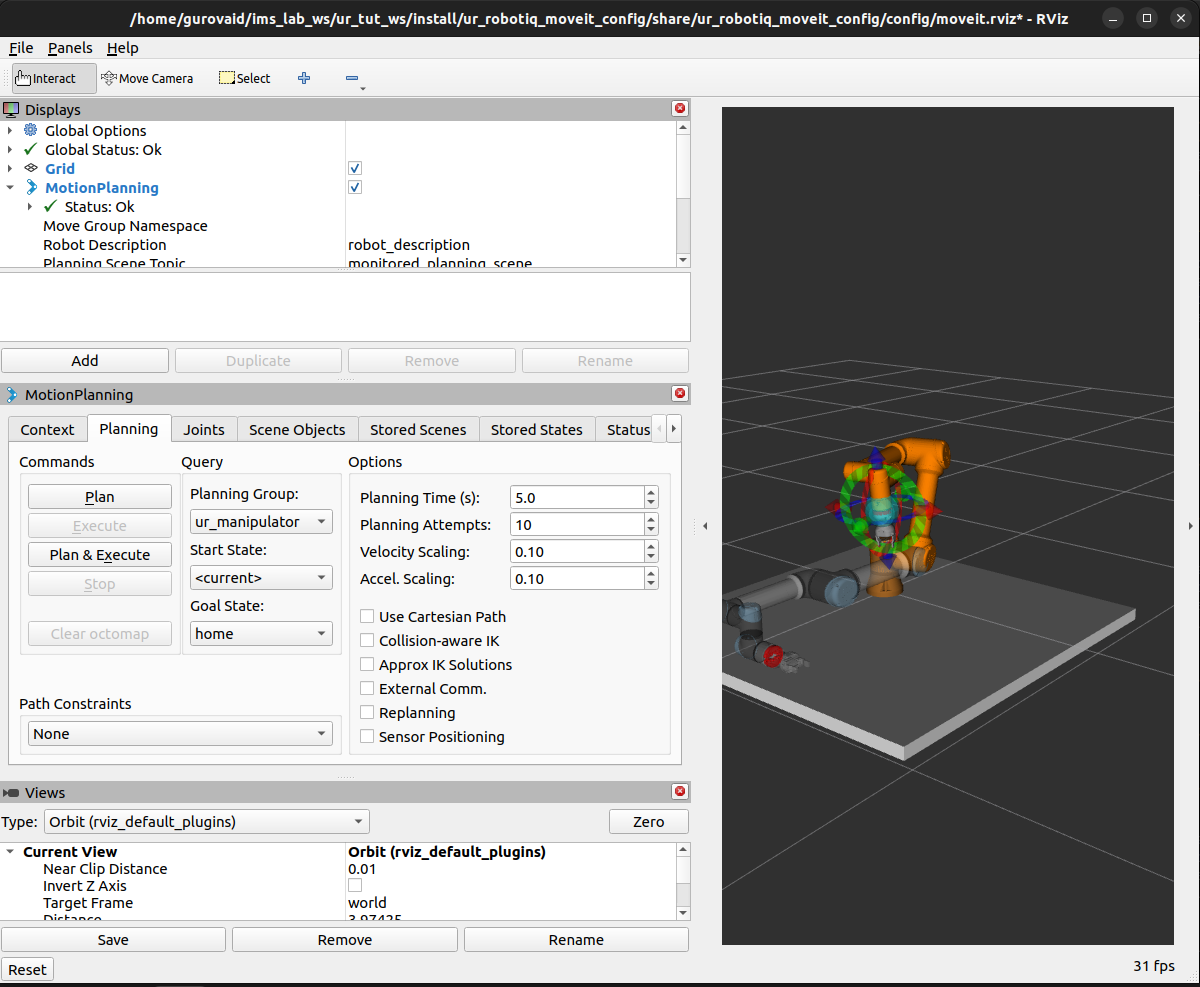 /home/gurovaid/ims_lab_ws/ur_tut_ws/install/ur_robotiq_moveit_config/share/ur_robotiq_moveit_config/config/moveit.rviz* - RViz
File Panels Help
Interact Move Camera Select
Displays
Global Options
Global Status: Ok
Grid
MotionPlanning
Status: Ok
Move Group Namespace
Robot Description robot_description
Planning Scene Topic monitored_planning_scene
Add Duplicate Remove Rename
MotionPlanning
Context Planning Joints Scene Objects Stored Scenes Stored States Status
Commands Query Options
Plan
Execute
Plan & Execute
Stop
Clear octomap
Planning Group:
ur_manipulator
Start State:
<current>
Goal State:
home
Planning Time (s): 5.0
Planning Attempts: 10
Velocity Scaling: 0.10
Accel. Scaling: 0.10
Use Cartesian Path
Collision-aware IK
Approx IK Solutions
External Comm.
Replanning
Sensor Positioning
Path Constraints
None
Views
Type: Orbit (rviz_default_plugins) Zero
Current View Orbit (rviz_default_plugins)
Near Clip Distance 0.01
Invert Z Axis
Target Frame world
Distance 3.97425
Save Remove Rename
Reset
31 fps